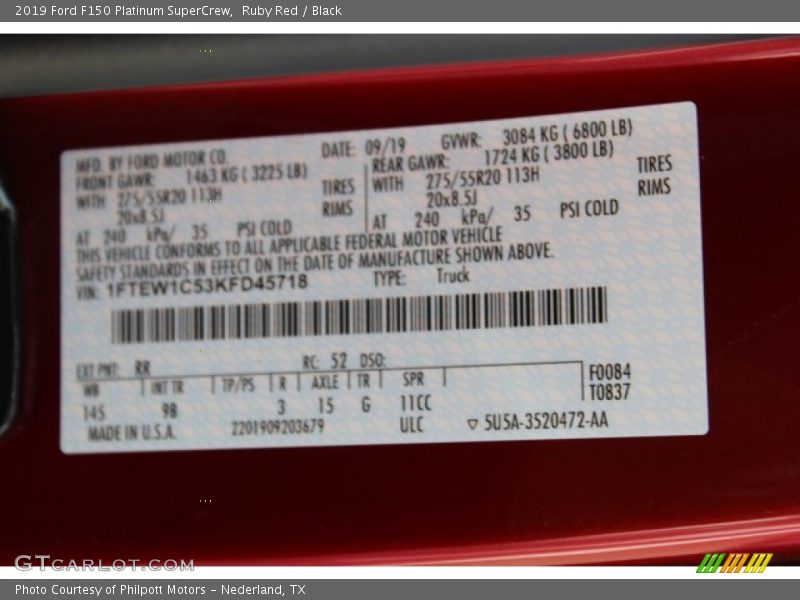 2019 Ford F150 Platinum SuperCrew,  Ruby Red / Black
MFD. BY FORD MOTOR CO. DATE: 09/19 GVWR: 3084 KG ( 6800 LB)
FRONT GAWR: 1463 KG ( 3225 LB) REAR GAWR: 1724 KG ( 3800 LB)
WITH 275/55R20 113H TIRES WITH 275/55R20 113H TIRES
20x8.5J RIMS 20x8.5J RIMS
AT 240 kPa/ 35 PSI COLD AT 240 kPa/ 35 PSI COLD
THIS VEHICLE CONFORMS TO ALL APPLICABLE FEDERAL MOTOR VEHICLE
SAFETY STANDARDS IN EFFECT ON THE DATE OF MANUFACTURE SHOWN ABOVE.
VIN: 1FTEW1C53KFD45718 TYPE: Truck
EXT PNT: RR RC: 52 DSO: F0084
WB INT TR TP/PS R AXLE TR SPR T0837
145 98 3 15 G 11CC
MADE IN U.S.A. 2201909203679 ULC ▽ 5U5A-3520472-AA
GTCARLOT.COM
Photo Courtesy of Philpott Motors - Nederland, TX